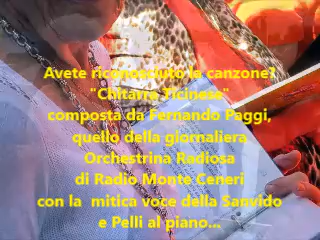 Avete riconosciuto la canzone?
"Chitarra Ticinese"
composta da Fernando Paggi,
quello della giornaliera
Orchestrina Radiosa
di Radio Monte Ceneri
con la mitica voce della Sanvido
e Pelli al piano...